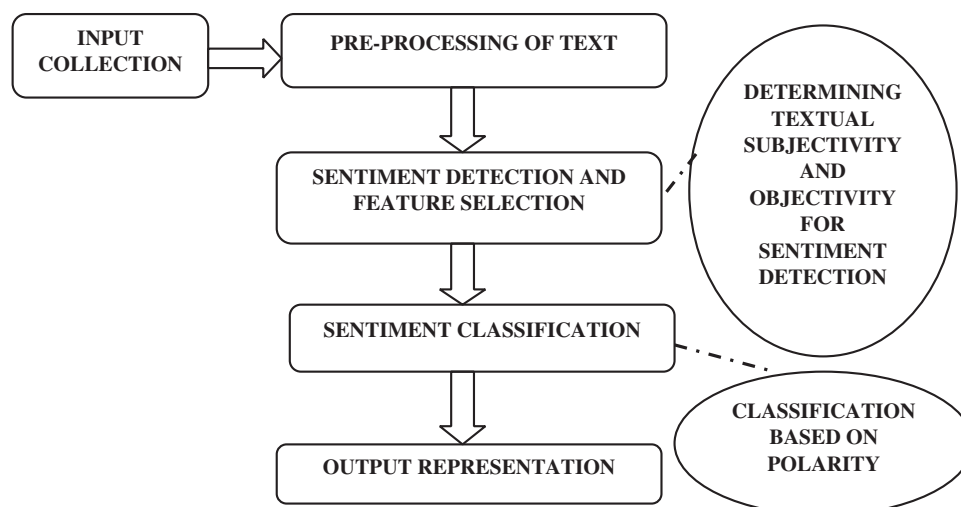 INPUT
COLLECTION
PRE-PROCESSING OF TEXT
SENTIMENT DETECTION AND
FEATURE SELECTION
DETERMINING
TEXTUAL
SUBJECTIVITY
AND
OBJECTIVITY
FOR
SENTIMENT
DETECTION
SENTIMENT CLASSIFICATION
CLASSIFICATION
BASED ON
POLARITY
OUTPUT REPRESENTATION